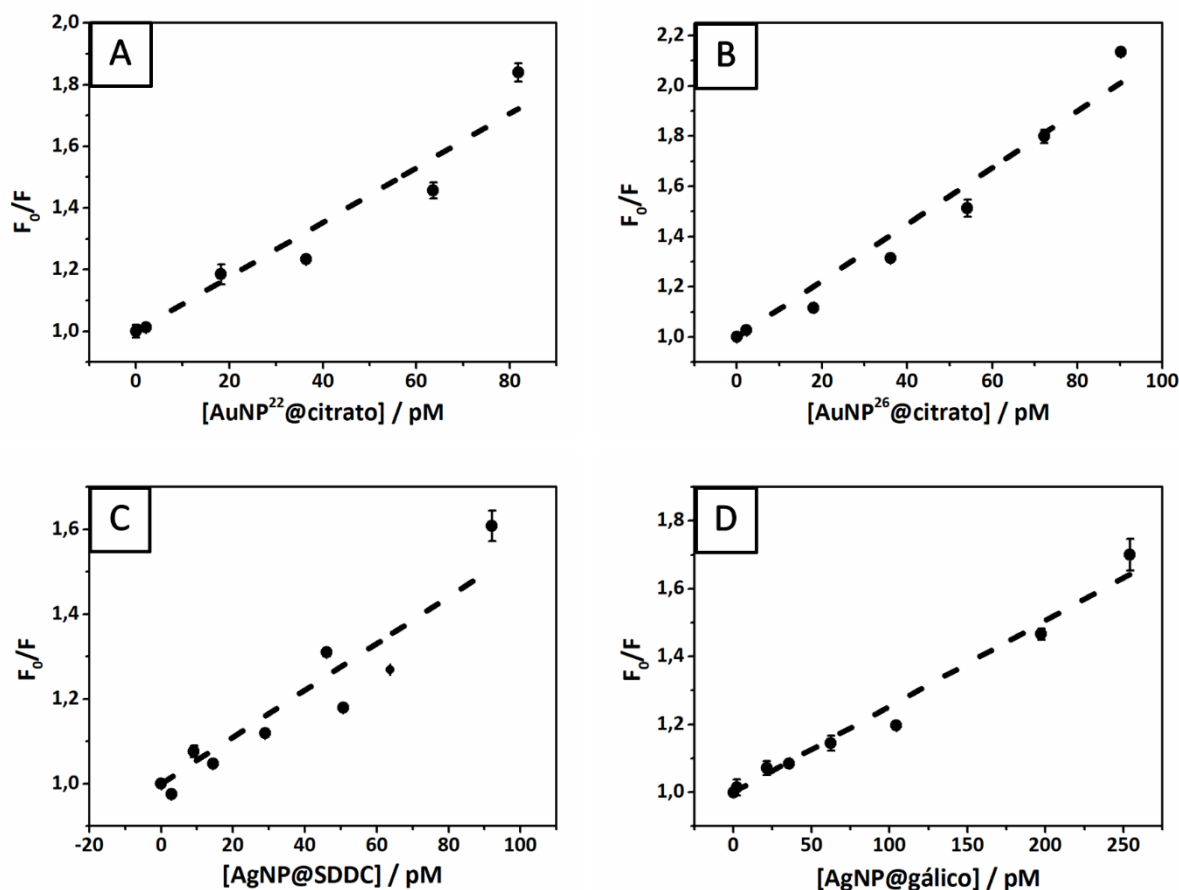 A
2,0
1,8
1,6
1,4
1,2
1,0
F₀/F
0 20 40 60 80
[AuNP²²@citrato] / pM
B
2,2
2,0
1,8
1,6
1,4
1,2
1,0
F₀/F
0 20 40 60 80 100
[AuNP²⁶@citrato] / pM
C
1,6
1,4
1,2
1,0
F₀/F
-20 0 20 40 60 80 100
[AgNP@SDDC] / pM
D
1,8
1,6
1,4
1,2
1,0
F₀/F
0 50 100 150 200 250
[AgNP@gálico] / pM